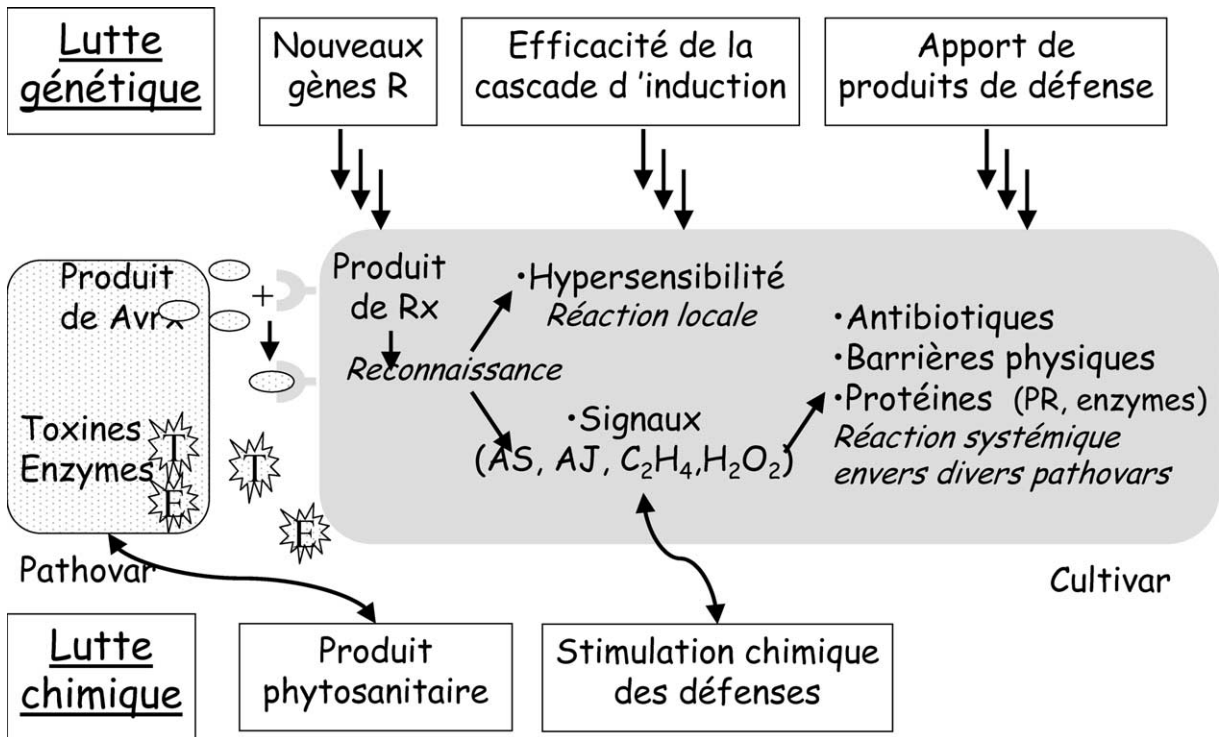 Lutte
génétique
Nouveaux
gènes R
Efficacité de la
cascade d ’induction
Apport de
produits de défense
Produit
de Avrx
+
Toxines
Enzymes
T
E
T
E
Pathovar
Produit
de Rx
Reconnaissance
•Hypersensibilité
Réaction locale
•Signaux
(AS, AJ, C₂H₄,H₂O₂)
•Antibiotiques
•Barrières physiques
•Protéines (PR, enzymes)
Réaction systémique
envers divers pathovars
Cultivar
Lutte
chimique
Produit
phytosanitaire
Stimulation chimique
des défenses